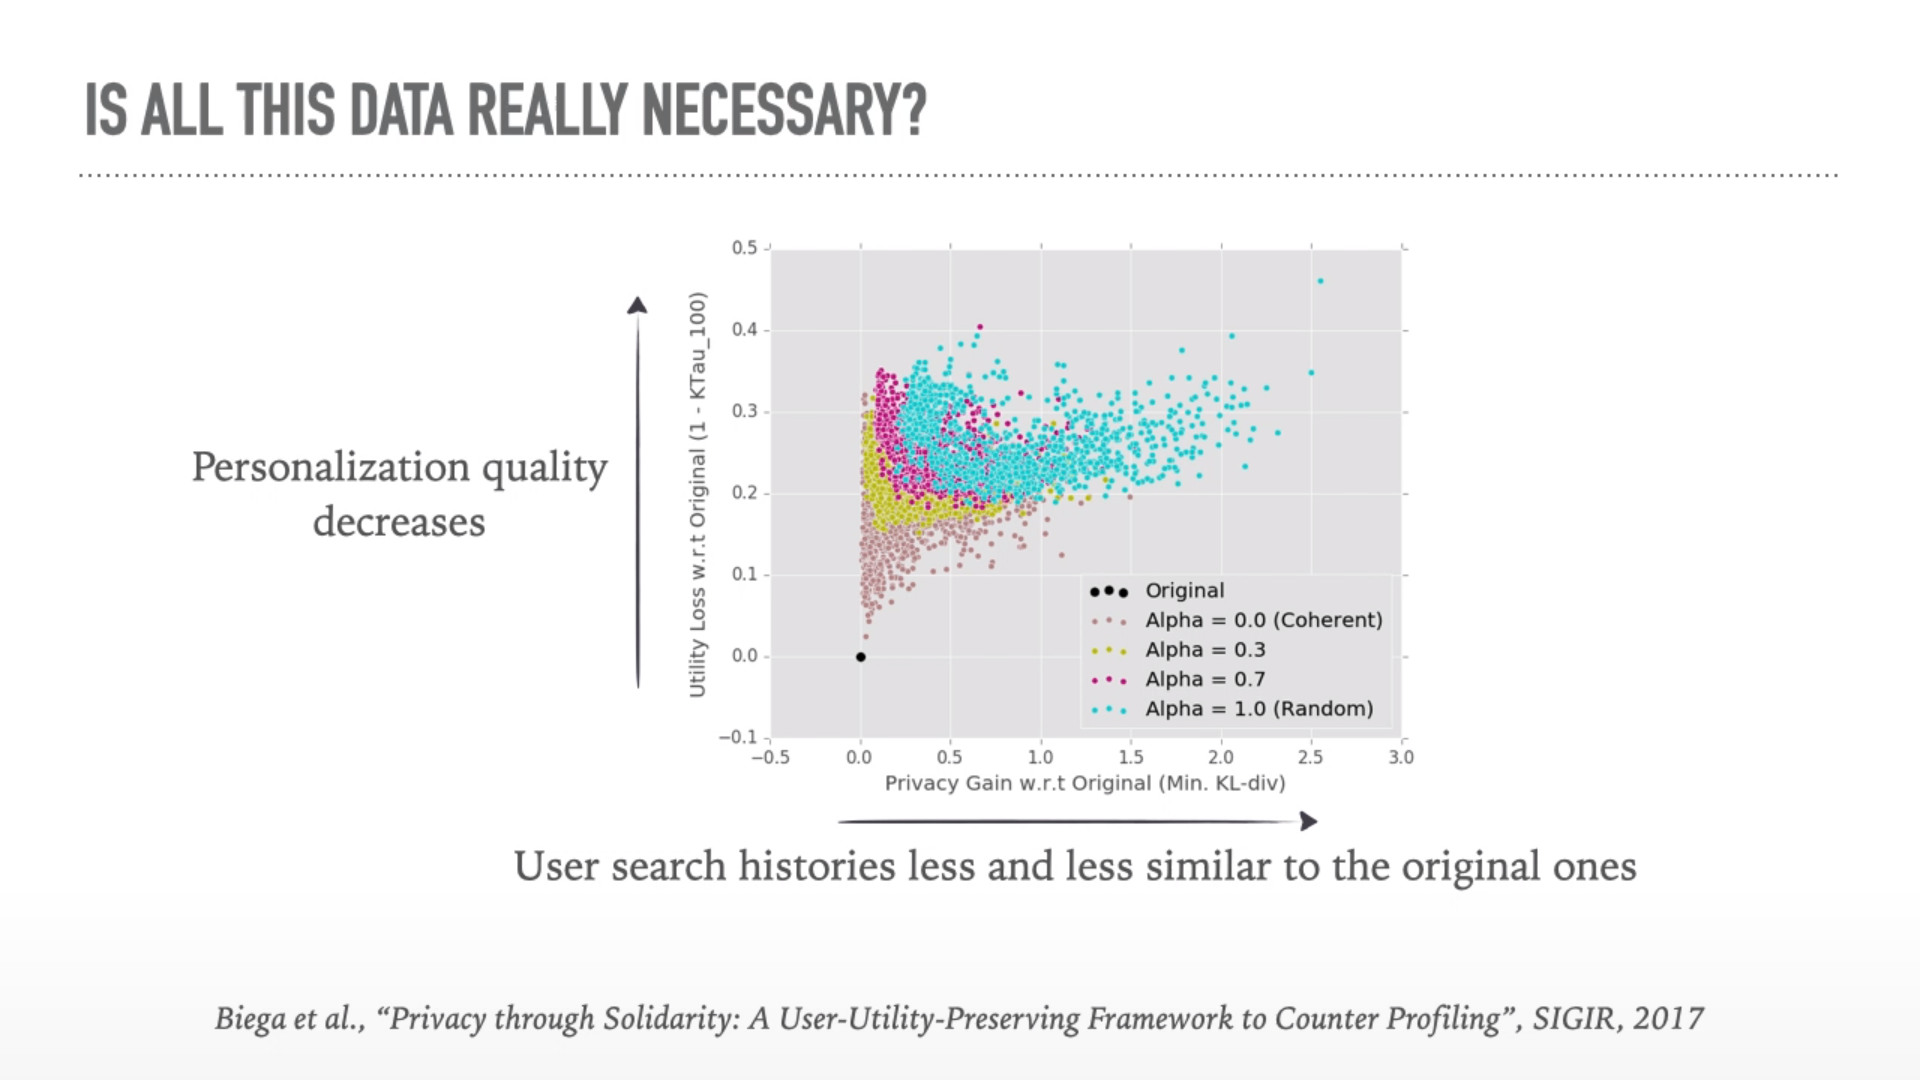 IS ALL THIS DATA REALLY NECESSARY?
Personalization quality
decreases
Utility Loss w.r.t Original (1 - KTau_100)
0.5
0.4
0.3
0.2
0.1
0.0
−0.1
Original
Alpha = 0.0 (Coherent)
Alpha = 0.3
Alpha = 0.7
Alpha = 1.0 (Random)
−0.5 0.0 0.5 1.0 1.5 2.0 2.5 3.0
Privacy Gain w.r.t Original (Min. KL-div)
User search histories less and less similar to the original ones
Biega et al., “Privacy through Solidarity: A User-Utility-Preserving Framework to Counter Profiling”, SIGIR, 2017